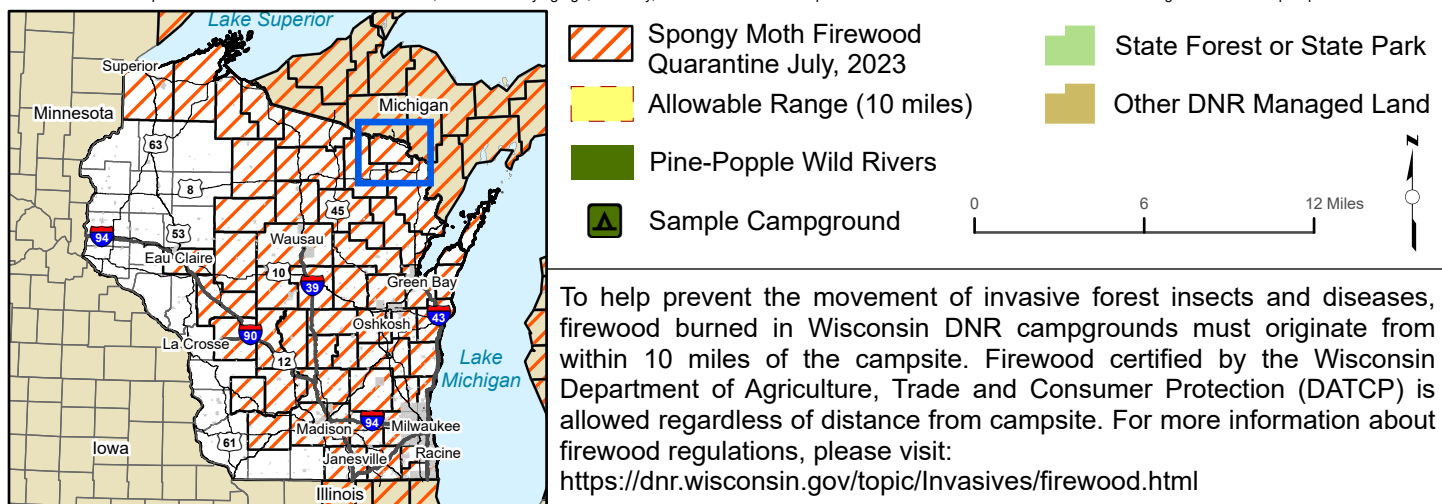 Lake Superior
Superior
Minnesota
Michigan
63
8
45
53
94
Wausau
Eau Claire
10
Green Bay
39
43
Oshkosh
90
La Crosse
12
Lake
Michigan
94
Madison
Milwaukee
61
Iowa
Janesville
Racine
Illinois
Spongy Moth Firewood
Quarantine July, 2023
Allowable Range (10 miles)
Pine-Popple Wild Rivers
Sample Campground
State Forest or State Park
Other DNR Managed Land
N
0 6 12 Miles
To help prevent the movement of invasive forest insects and diseases,
firewood burned in Wisconsin DNR campgrounds must originate from
within 10 miles of the campsite. Firewood certified by the Wisconsin
Department of Agriculture, Trade and Consumer Protection (DATCP) is
allowed regardless of distance from campsite. For more information about
firewood regulations, please visit:
https://dnr.wisconsin.gov/topic/Invasives/firewood.html